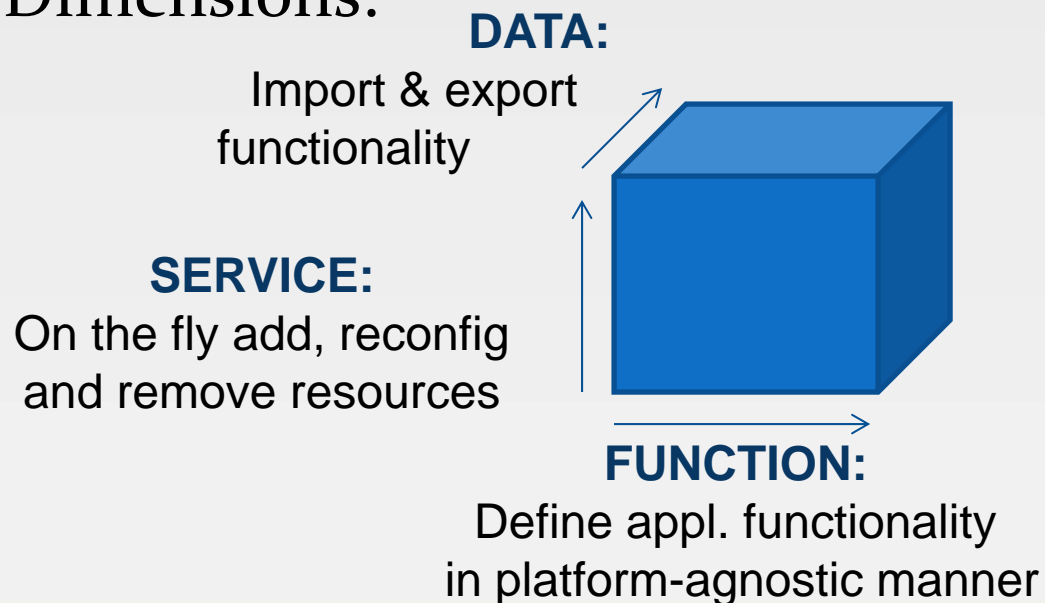 Dimensions:
DATA:
Import & export
functionality
SERVICE:
On the fly add, reconfig
and remove resources
FUNCTION:
Define appl. functionality
in platform-agnostic manner